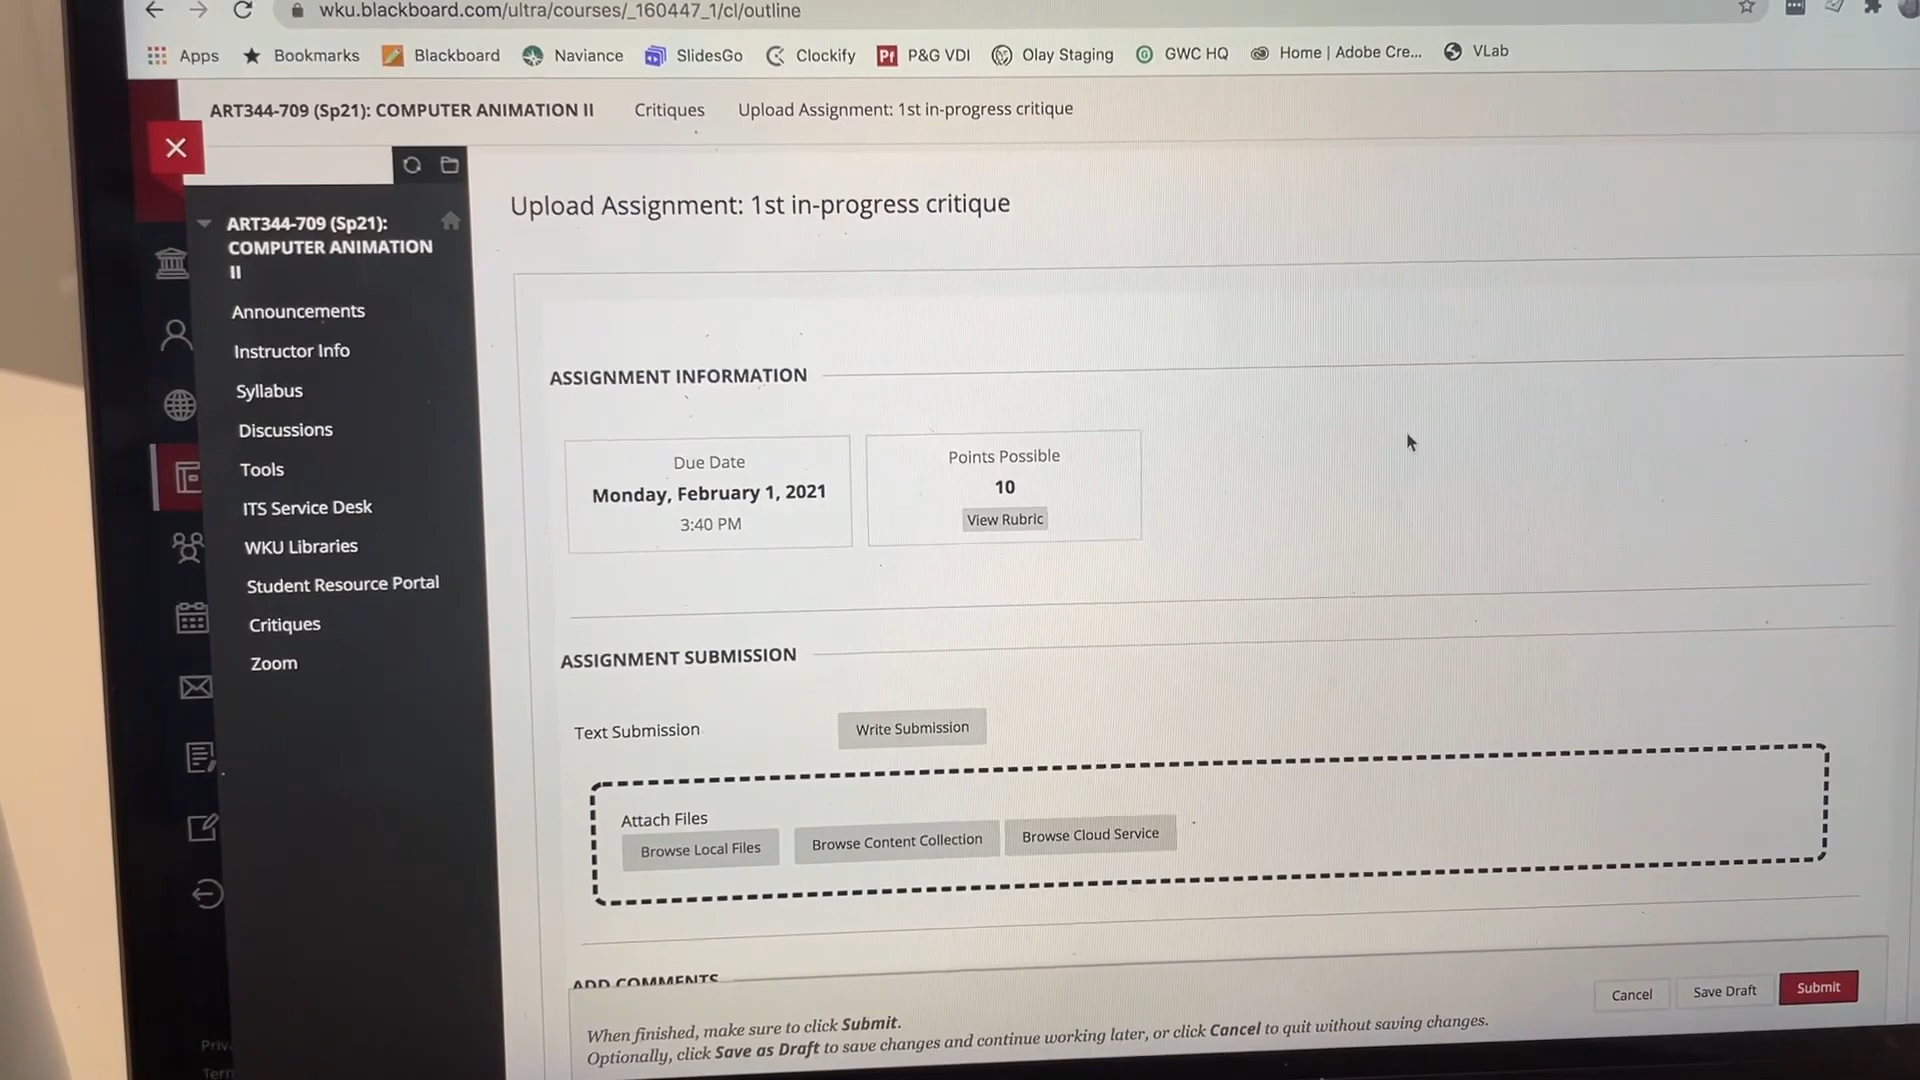 wku.blackboard.com/ultra/courses/_160447_1/cl/outline
Apps Bookmarks Blackboard Naviance SlidesGo Clockify P&G VDI Olay Staging GWC HQ Home | Adobe Cre... VLab
ART344-709 (Sp21): COMPUTER ANIMATION II Critiques Upload Assignment: 1st in-progress critique
ART344-709 (Sp21):
COMPUTER ANIMATION
II
Announcements
Instructor Info
Syllabus
Discussions
Tools
ITS Service Desk
WKU Libraries
Student Resource Portal
Critiques
Zoom
Upload Assignment: 1st in-progress critique
ASSIGNMENT INFORMATION
Due Date
Monday, February 1, 2021
3:40 PM
Points Possible
10
View Rubric
ASSIGNMENT SUBMISSION
Text Submission Write Submission
Attach Files
Browse Local Files Browse Content Collection Browse Cloud Service
ADD COMMENTS
Cancel Save Draft Submit
When finished, make sure to click Submit.
Optionally, click Save as Draft to save changes and continue working later, or click Cancel to quit without saving changes.